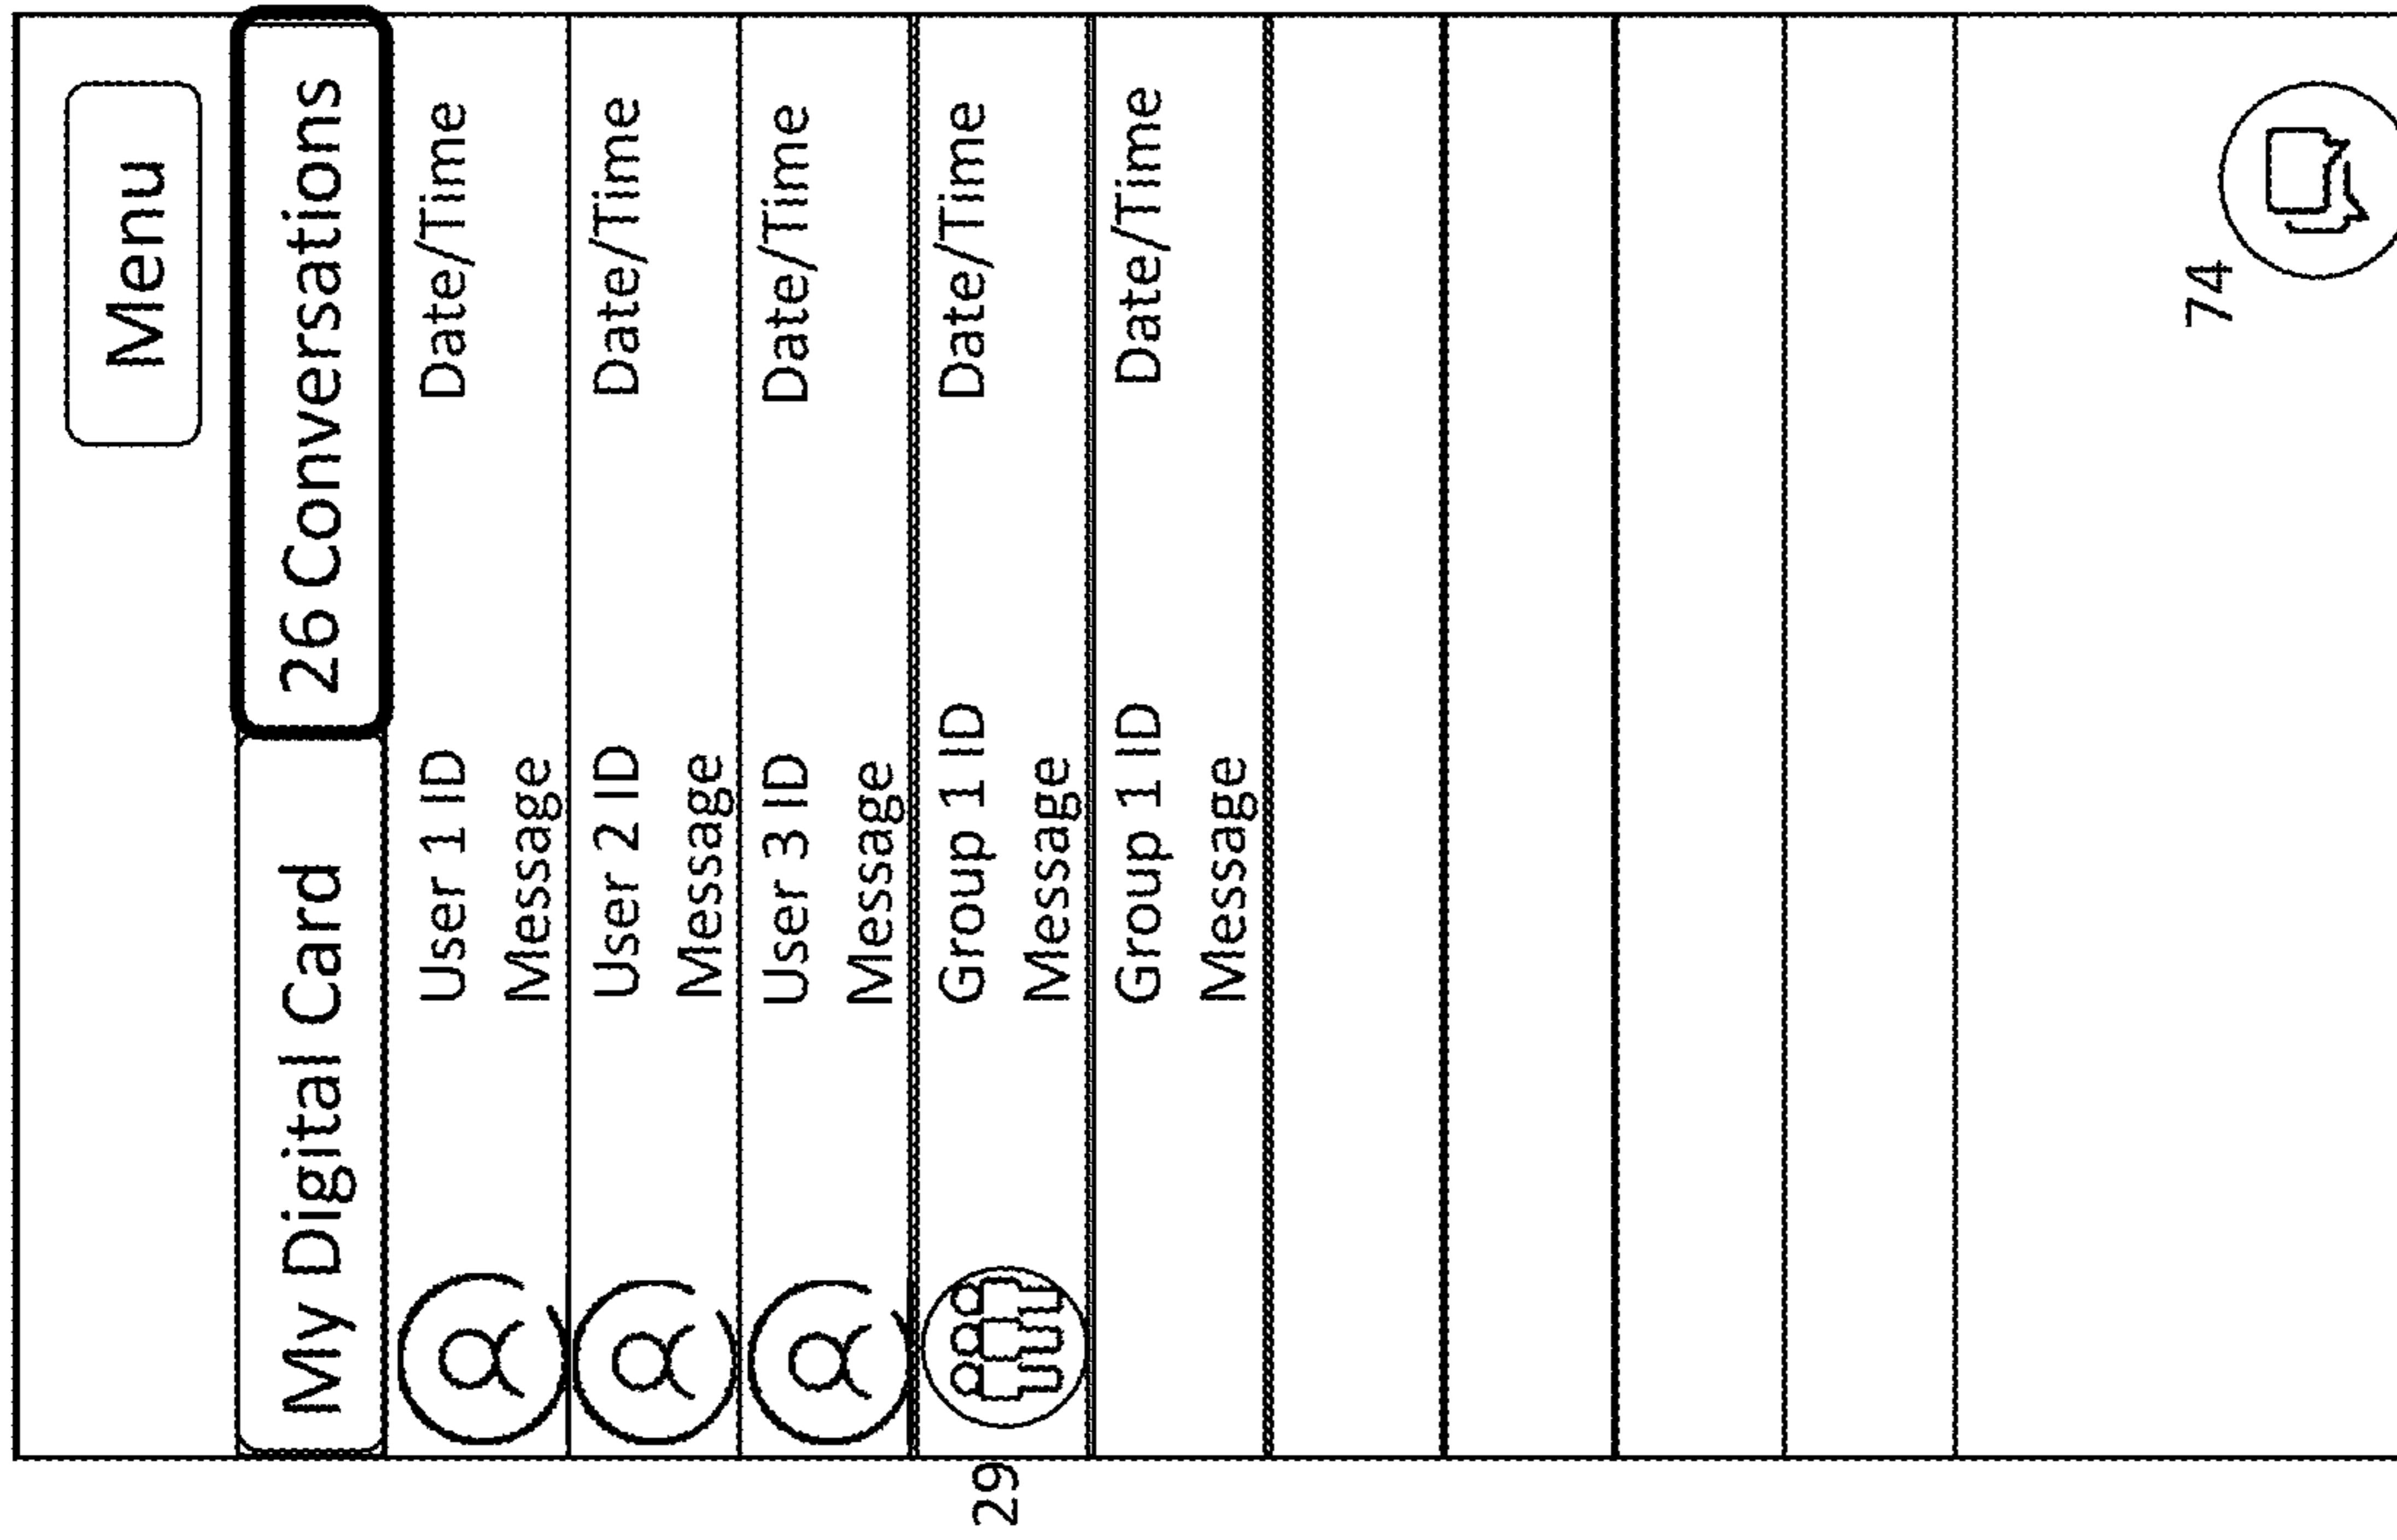 Menu
My Digital Card 26 Conversations
User 1 ID Date/Time
Message
User 2 ID Date/Time
Message
User 3 ID Date/Time
Message
29 Group 1 ID Date/Time
Message
Group 1 ID Date/Time
Message
74